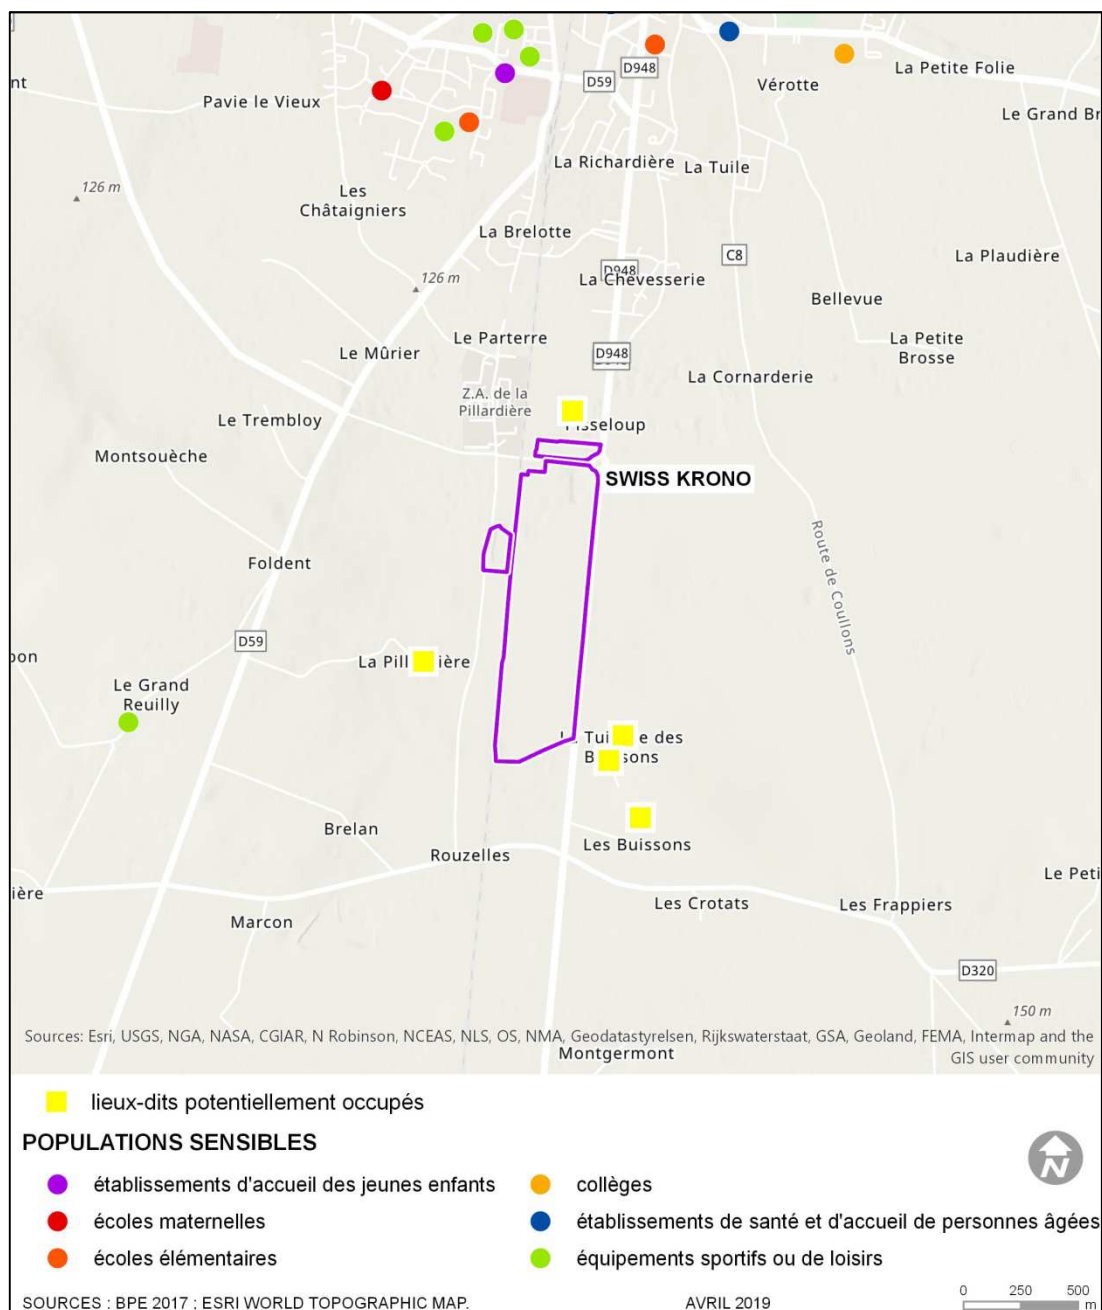 D948
D59
nt
La Petite Folie
Vérotte
Pavie le Vieux
Le Grand Br
La Richardière
La Tuile
126 m
Les
Châtaigniers
La Brelotte
C8
La Plaudière
D948
126 m
La Chevesserie
Bellevue
Le Parterre
La Petite
Brosse
Le Mûrier
D948
La Cornarderie
Z.A. de la
Pillardière
Le Trembloy
isseloup
Montsouèche
SWISS KRONO
Route de Coullons
Foldent
D59
on
La Pill ière
Le Grand
Reuilly
La Tui e des
B sons
Brelan
Les Buissons
Rouzelles
ière
Le Peti
Les Crotats
Les Frappiers
Marcon
D320
150 m
Sources: Esri, USGS, NGA, NASA, CGIAR, N Robinson, NCEAS, NLS, OS, NMA, Geodatastyrelsen, Rijkswaterstaat, GSA, Geoland, FEMA, Intermap and the
GIS user community
Montgermont
lieux-dits potentiellement occupés
POPULATIONS SENSIBLES
N
établissements d'accueil des jeunes enfants
écoles maternelles
écoles élémentaires
collèges
établissements de santé et d'accueil de personnes âgées
équipements sportifs ou de loisirs
SOURCES : BPE 2017 ; ESRI WORLD TOPOGRAPHIC MAP.
AVRIL 2019
0 250 500
m